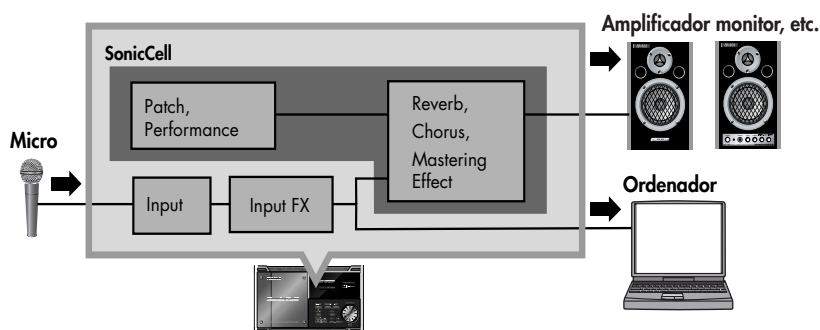 Amplificador monitor, etc.
SonicCell
Patch,
Performance
Reverb,
Chorus,
Mastering
Effect
Micro
Input
Input FX
Ordenador